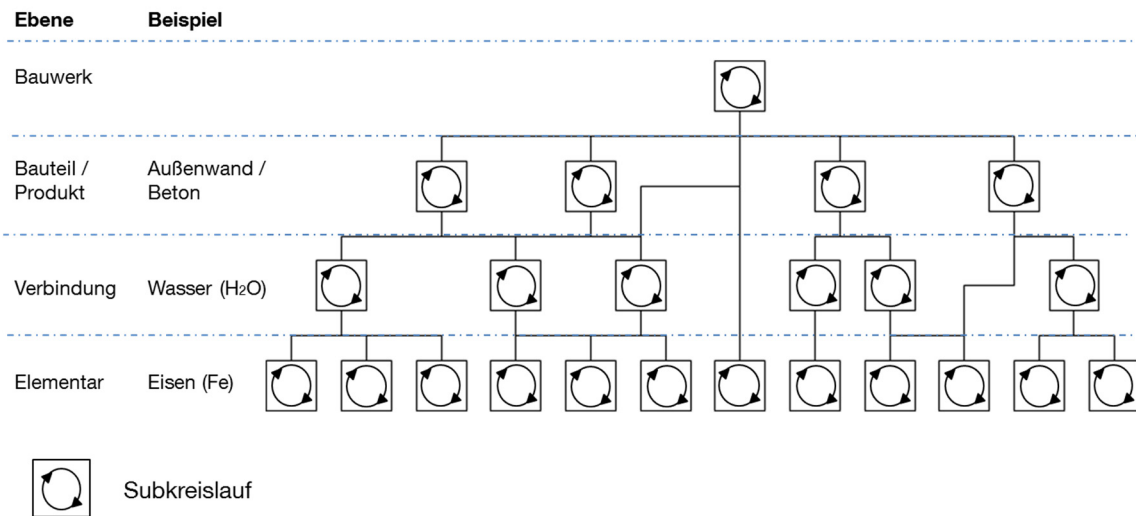 Ebene Beispiel
Bauwerk
Bauteil / Außenwand /
Produkt Beton
Verbindung Wasser (H₂O)
Elementar Eisen (Fe)
Subkreislauf